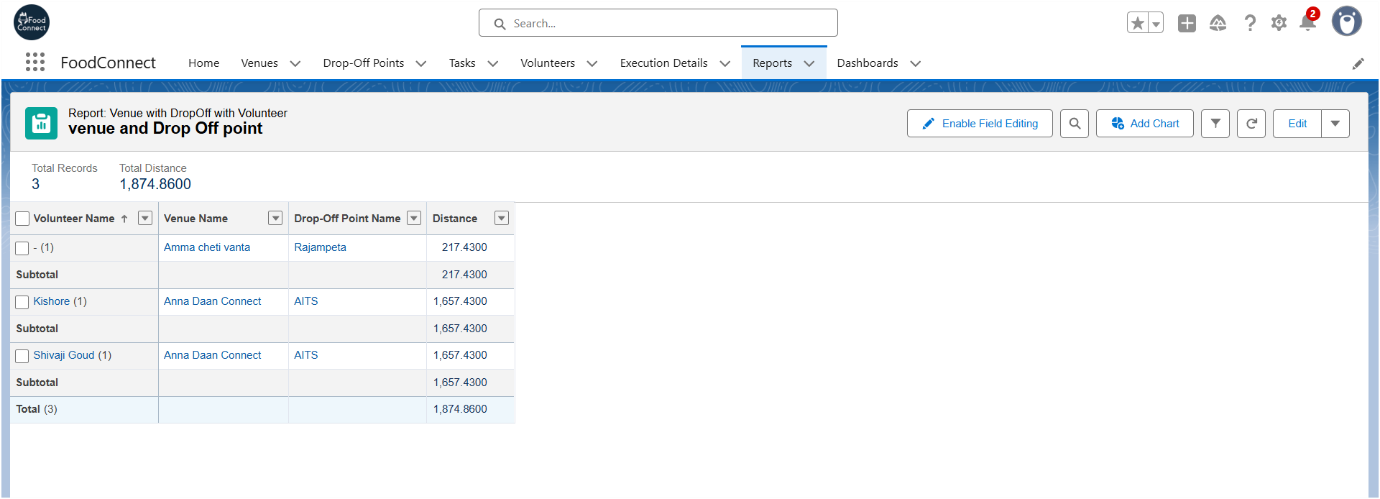 Food
Connect
Search...
2
FoodConnect
Home
Venues
Drop-Off Points
Tasks
Volunteers
Execution Details
Reports
Dashboards
Report: Venue with DropOff with Volunteer
venue and Drop Off point
Enable Field Editing
Add Chart
Edit
Total Records
Total Distance
3
1,874.8600
Volunteer Name ↑ Venue Name Drop-Off Point Name Distance
- (1) Amma cheti vanta Rajampeta 217.4300
Subtotal 217.4300
Kishore (1) Anna Daan Connect AITS 1,657.4300
Subtotal 1,657.4300
Shivaji Goud (1) Anna Daan Connect AITS 1,657.4300
Subtotal 1,657.4300
Total (3) 1,874.8600